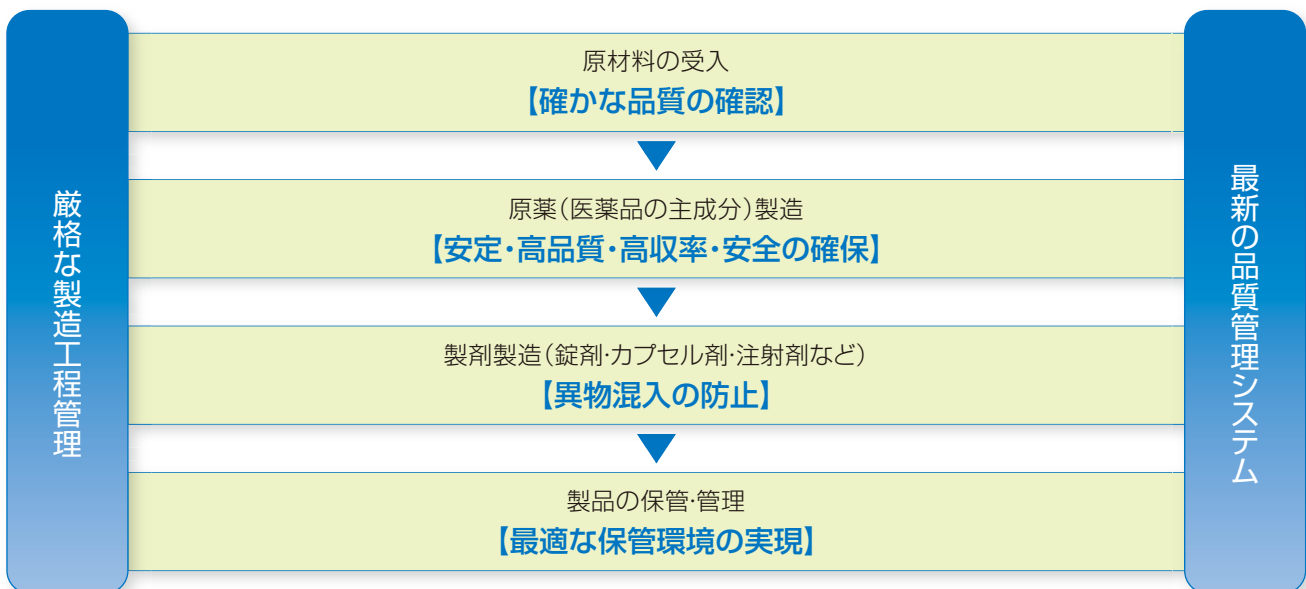 厳格な製造工程管理
原材料の受入
【確かな品質の確認】
原薬（医薬品の主成分）製造
【安定・高品質・高収率・安全の確保】
製剤製造（錠剤・カプセル剤・注射剤など）
【異物混入の防止】
製品の保管・管理
【最適な保管環境の実現】
最新の品質管理システム